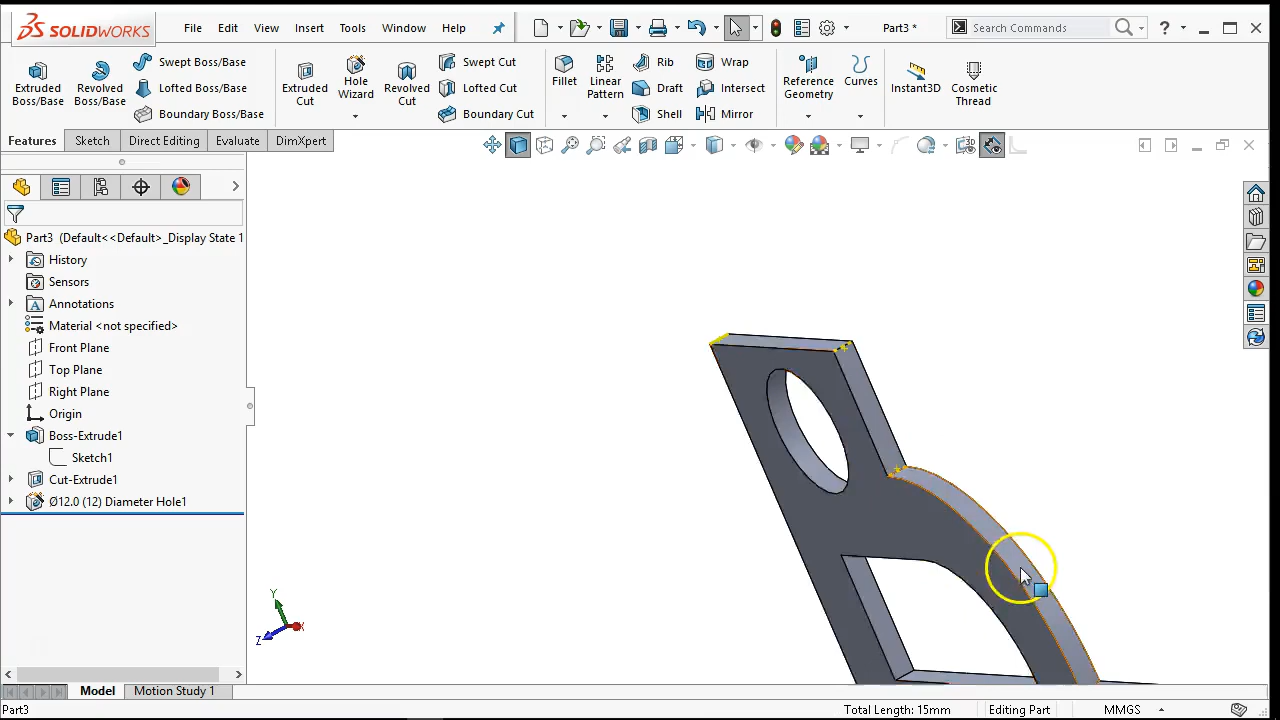 SOLIDWORKS File Edit View Insert Tools Window Help Part3 * Search Commands ?
Extruded Boss/Base
Revolved Boss/Base
Swept Boss/Base
Lofted Boss/Base
Boundary Boss/Base
Extruded Cut
Hole Wizard
Revolved Cut
Swept Cut
Lofted Cut
Boundary Cut
Fillet
Linear Pattern
Rib
Draft
Shell
Wrap
Intersect
Mirror
Reference Geometry
Curves
Instant3D
Cosmetic Thread
Features Sketch Direct Editing Evaluate DimXpert
Part3 (Default<<Default>_Display State 1
History
Sensors
Annotations
Material <not specified>
Front Plane
Top Plane
Right Plane
Origin
Boss-Extrude1
Sketch1
Cut-Extrude1
Ø12.0 (12) Diameter Hole1
Y
Z X
Model Motion Study 1
Part3 Total Length: 15mm Editing Part MMGS